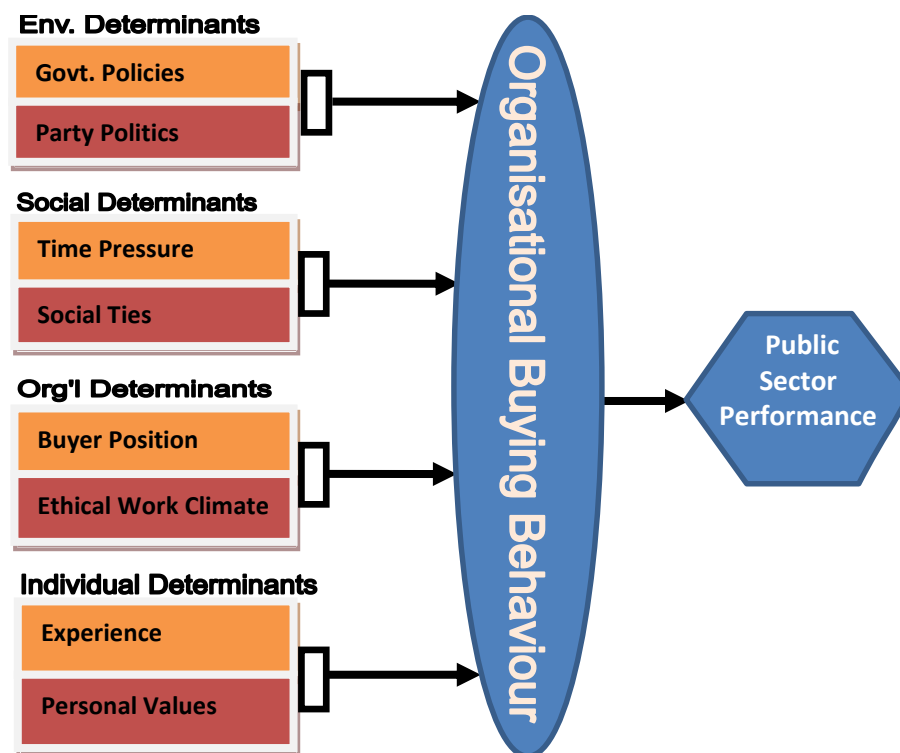 Env. Determinants
Govt. Policies
Party Politics
Social Determinants
Time Pressure
Social Ties
Org'l Determinants
Buyer Position
Ethical Work Climate
Individual Determinants
Experience
Personal Values
Organisational Buying Behaviour
Public
Sector
Performance